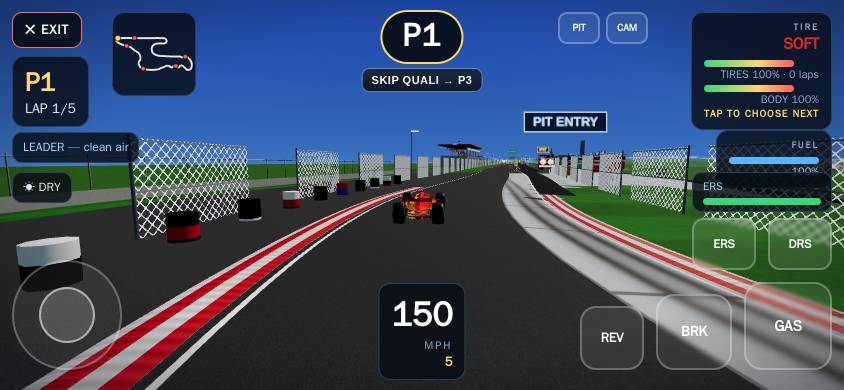 ✕ EXIT
P1
LAP 1/5
LEADER — clean air
☀ DRY
P1
SKIP QUALI → P3
PIT
CAM
PIT ENTRY
TIRE
SOFT
TIRES 100% · 0 laps
BODY 100%
TAP TO CHOOSE NEXT
FUEL
100%
ERS
ERS
DRS
150
MPH
5
REV
BRK
GAS